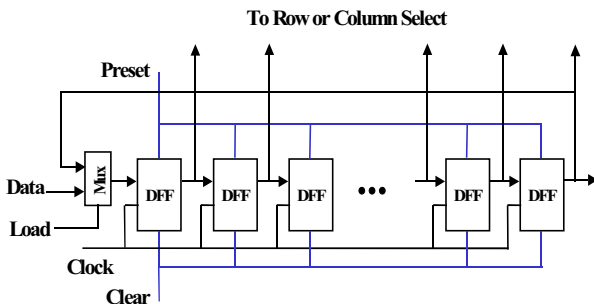 To Row or Column Select
Preset
Mux
DFF
DFF
DFF
DFF
DFF
Data
Load
Clock
Clear